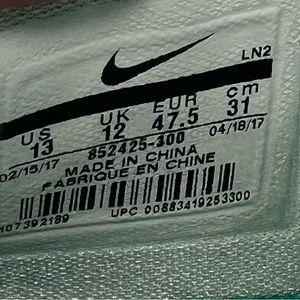 LN2
US UK EUR cm
13 12 47.5 31
02/15/17 04/18/17
852425-300
MADE IN CHINA
FABRIQUE EN CHINE
107392189
UPC 00883419253300